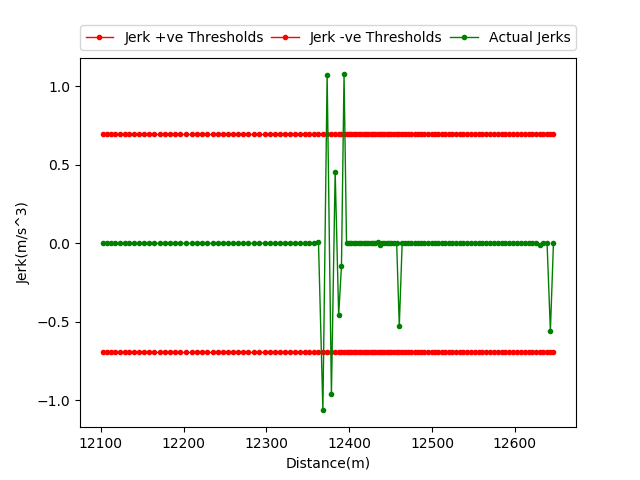 Jerk +ve Thresholds Jerk -ve Thresholds Actual Jerks
1.0
0.5
0.0
−0.5
−1.0
Jerk(m/s^3)
12100 12200 12300 12400 12500 12600
Distance(m)